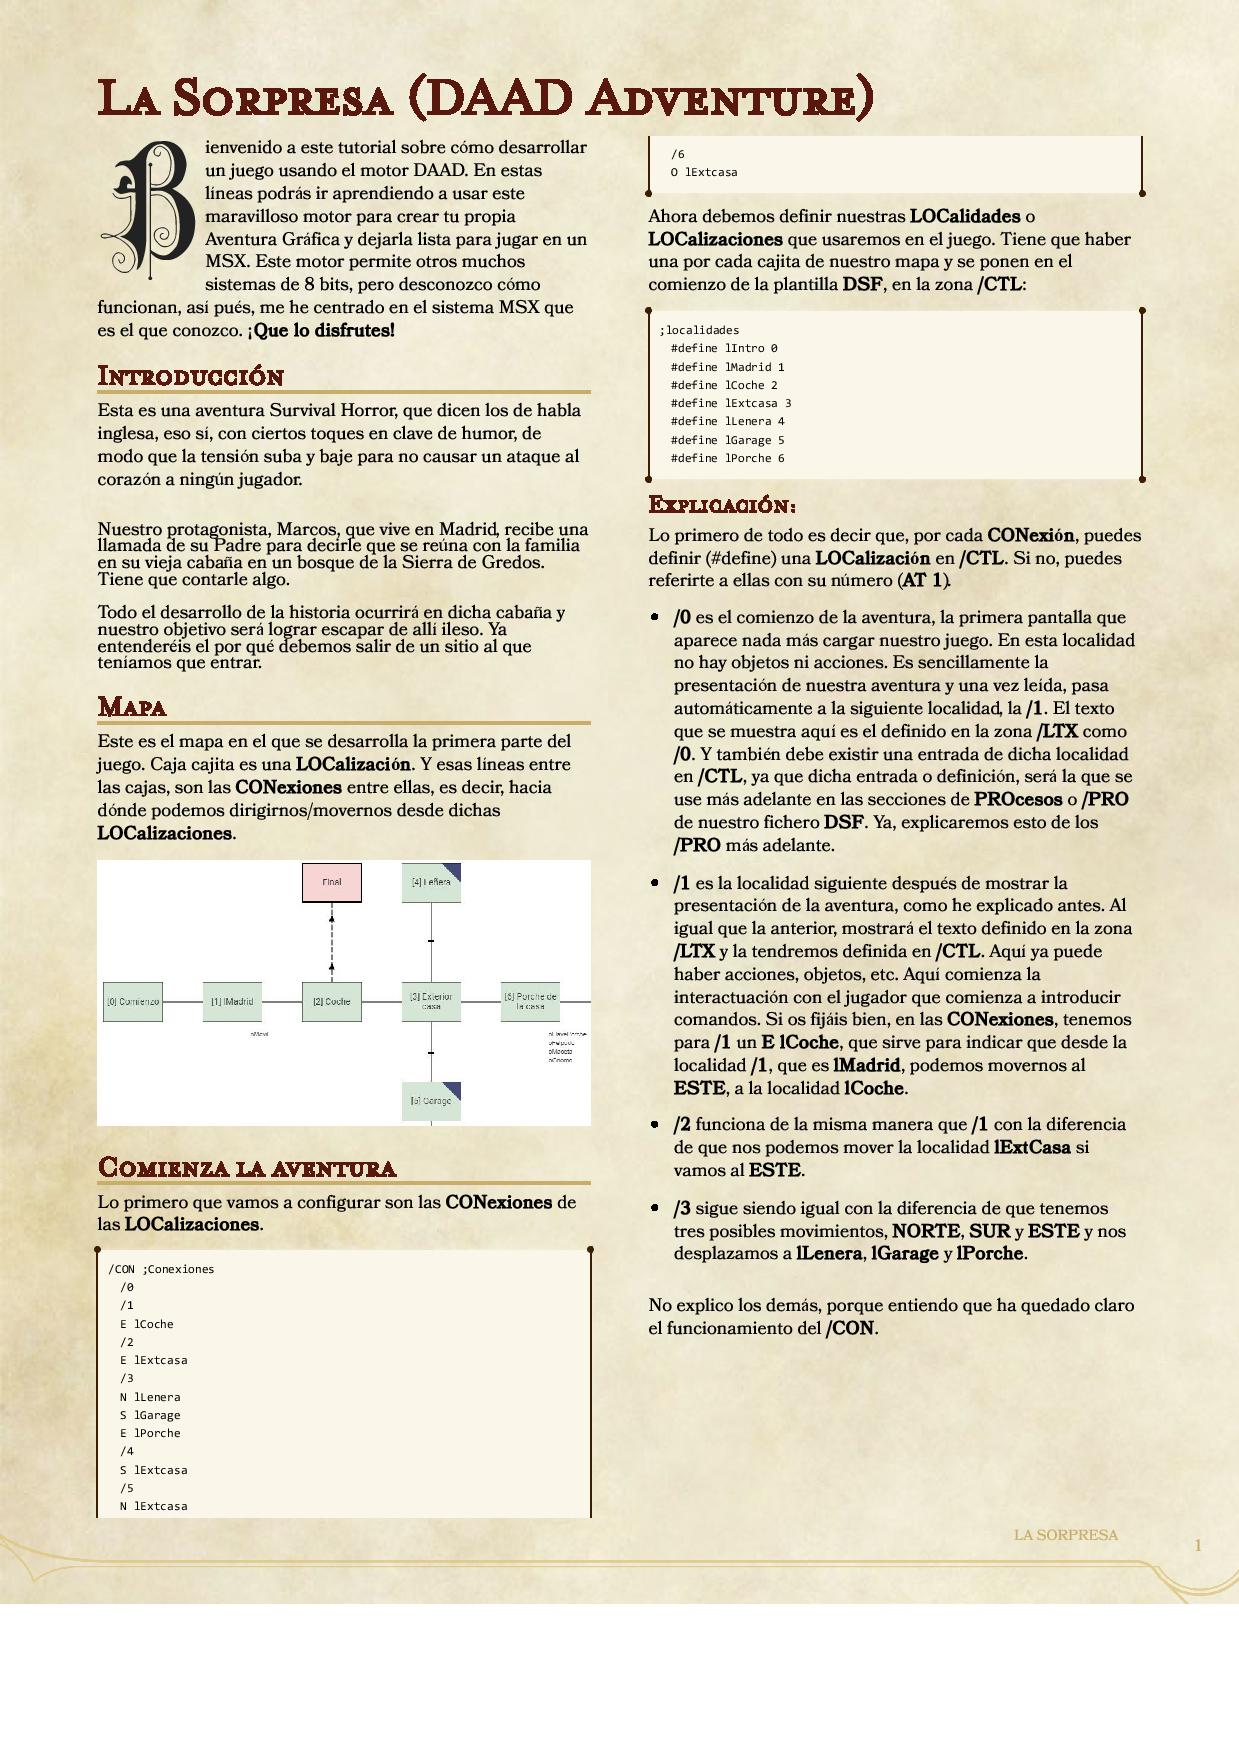 La Sorpresa (DAAD Adventure)
Bienvenido a este tutorial sobre cómo desarrollar
un juego usando el motor DAAD. En estas
líneas podrás ir aprendiendo a usar este
maravilloso motor para crear tu propia
Aventura Gráfica y dejarla lista para jugar en un
MSX. Este motor permite otros muchos
sistemas de 8 bits, pero desconozco cómo
funcionan, así pués, me he centrado en el sistema MSX que
es el que conozco. ¡Que lo disfrutes!
Introducción
Esta es una aventura Survival Horror, que dicen los de habla
inglesa, eso sí, con ciertos toques en clave de humor, de
modo que la tensión suba y baje para no causar un ataque al
corazón a ningún jugador.
Nuestro protagonista, Marcos, que vive en Madrid, recibe una
llamada de su Padre para decirle que se reúna con la familia
en su vieja cabaña en un bosque de la Sierra de Gredos.
Tiene que contarle algo.
Todo el desarrollo de la historia ocurrirá en dicha cabaña y
nuestro objetivo será lograr escapar de allí ileso. Ya
entenderéis el por qué debemos salir de un sitio al que
teníamos que entrar.
Mapa
Este es el mapa en el que se desarrolla la primera parte del
juego. Caja cajita es una LOCalización. Y esas líneas entre
las cajas, son las CONexiones entre ellas, es decir, hacia
dónde podemos dirigirnos/movernos desde dichas
LOCalizaciones.
Final
[4] Leñera
[0] Comienzo
[1] lMadrid
[2] Coche
[3] Exterior
casa
[6] Porche de
la casa
oMovil
oLlavePorche
oFelpudo
oMaceta
oGnomo
[5] Garage
Comienza la aventura
Lo primero que vamos a configurar son las CONexiones de
las LOCalizaciones.
/CON ;Conexiones
/0
/1
E lCoche
/2
E lExtcasa
/3
N lLenera
S lGarage
E lPorche
/4
S lExtcasa
/5
N lExtcasa
/6
O lExtcasa
Ahora debemos definir nuestras LOCalidades o
LOCalizaciones que usaremos en el juego. Tiene que haber
una por cada cajita de nuestro mapa y se ponen en el
comienzo de la plantilla DSF, en la zona /CTL:
;localidades
#define lIntro 0
#define lMadrid 1
#define lCoche 2
#define lExtcasa 3
#define lLenera 4
#define lGarage 5
#define lPorche 6
Explicación:
Lo primero de todo es decir que, por cada CONexión, puedes
definir (#define) una LOCalización en /CTL. Si no, puedes
referirte a ellas con su número (AT 1).
• /0 es el comienzo de la aventura, la primera pantalla que
aparece nada más cargar nuestro juego. En esta localidad
no hay objetos ni acciones. Es sencillamente la
presentación de nuestra aventura y una vez leída, pasa
automáticamente a la siguiente localidad, la /1. El texto
que se muestra aquí es el definido en la zona /LTX como
/0. Y también debe existir una entrada de dicha localidad
en /CTL, ya que dicha entrada o definición, será la que se
use más adelante en las secciones de PROcesos o /PRO
de nuestro fichero DSF. Ya, explicaremos esto de los
/PRO más adelante.
• /1 es la localidad siguiente después de mostrar la
presentación de la aventura, como he explicado antes. Al
igual que la anterior, mostrará el texto definido en la zona
/LTX y la tendremos definida en /CTL. Aquí ya puede
haber acciones, objetos, etc. Aquí comienza la
interactuación con el jugador que comienza a introducir
comandos. Si os fijáis bien, en las CONexiones, tenemos
para /1 un E lCoche, que sirve para indicar que desde la
localidad /1, que es lMadrid, podemos movernos al
ESTE, a la localidad lCoche.
• /2 funciona de la misma manera que /1 con la diferencia
de que nos podemos mover la localidad lExtCasa si
vamos al ESTE.
• /3 sigue siendo igual con la diferencia de que tenemos
tres posibles movimientos, NORTE, SUR y ESTE y nos
desplazamos a lLenera, lGarage y lPorche.
No explico los demás, porque entiendo que ha quedado claro
el funcionamiento del /CON.
LA SORPRESA
1